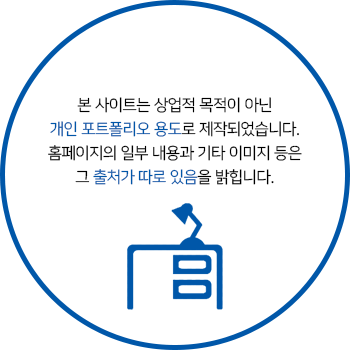 본 사이트는 상업적 목적이 아닌
개인 포트폴리오 용도로 제작되었습니다.
홈페이지의 일부 내용과 기타 이미지 등은
그 출처가 따로 있음을 밝힙니다.